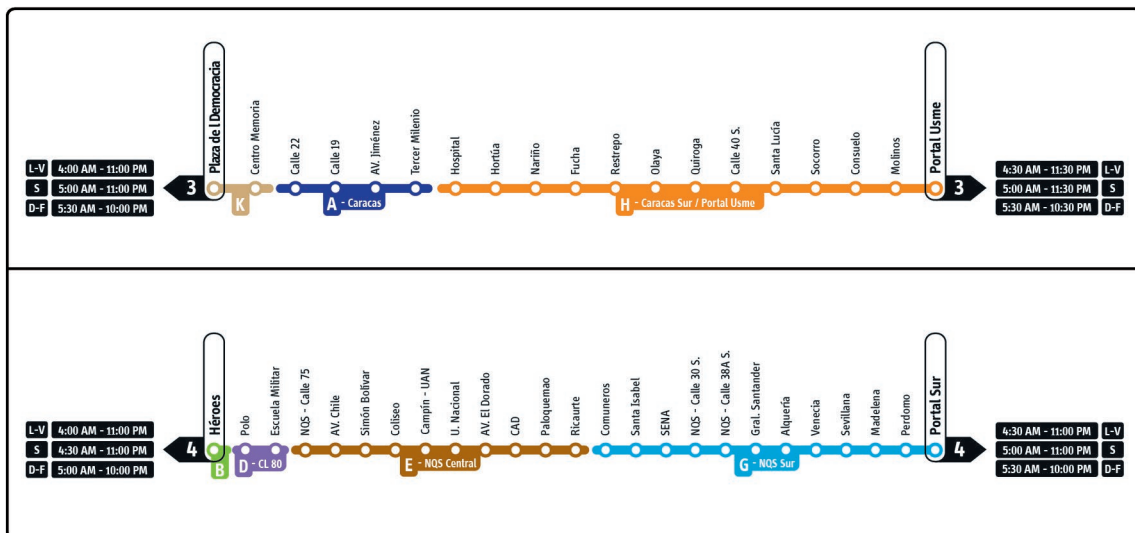 Plaza de l Democracia
Centro Memoria
Calle 22
Calle 19
AV. Jiménez
Tercer Milenio
Hospital
Hortúa
Nariño
Fucha
Restrepo
Olaya
Quiroga
Calle 40 S.
Santa Lucía
Socorro
Consuelo
Molinos
Portal Usme
L-V 4:00 AM - 11:00 PM
S 5:00 AM - 11:00 PM
D-F 5:30 AM - 10:00 PM
3
K
A - Caracas
H - Caracas Sur / Portal Usme
3
4:30 AM - 11:30 PM L-V
5:00 AM - 11:30 PM S
5:30 AM - 10:30 PM D-F
Héroes
Polo
Escuela Militar
NQS - Calle 75
AV. Chile
Simón Bolívar
Coliseo
Campín - UAN
U. Nacional
AV. El Dorado
CAD
Paloquemao
Ricaurte
Comuneros
Santa Isabel
SENA
NQS - Calle 30 S.
NQS - Calle 38A S.
Gral. Santander
Alquería
Venecia
Sevillana
Madelena
Perdomo
Portal Sur
L-V 4:00 AM - 11:00 PM
S 4:30 AM - 11:00 PM
D-F 5:00 AM - 10:00 PM
4
B
D - CL 80
E - NQS Central
G - NQS Sur
4
4:30 AM - 11:00 PM L-V
5:00 AM - 11:00 PM S
5:30 AM - 10:00 PM D-F